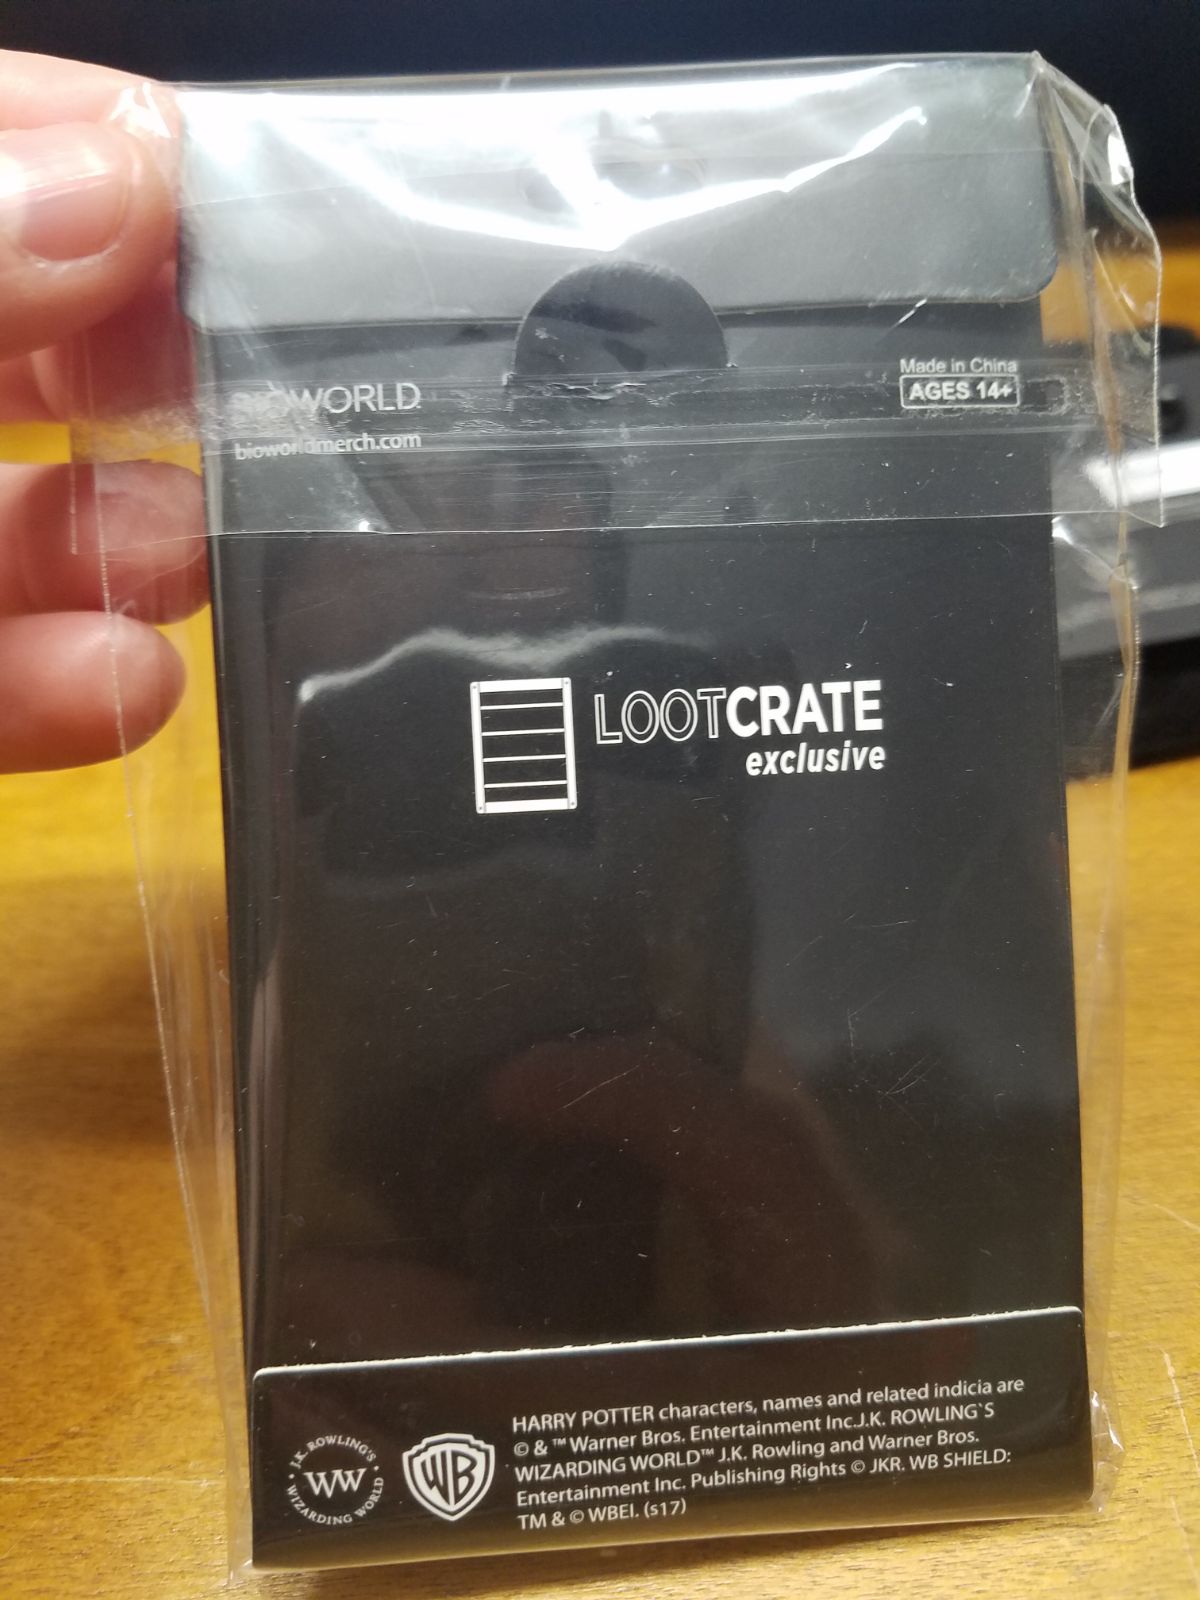 BIOWORLD
bioworldmerch.com
Made in China
AGES 14+
LOOTCRATE
exclusive
J.K. ROWLING'S
WW
WIZARDING WORLD
WB
HARRY POTTER characters, names and related indicia are
© & ™ Warner Bros. Entertainment Inc.J.K. ROWLING`S
WIZARDING WORLD™ J.K. Rowling and Warner Bros.
Entertainment Inc. Publishing Rights © JKR. WB SHIELD:
TM & © WBEI. (s17)